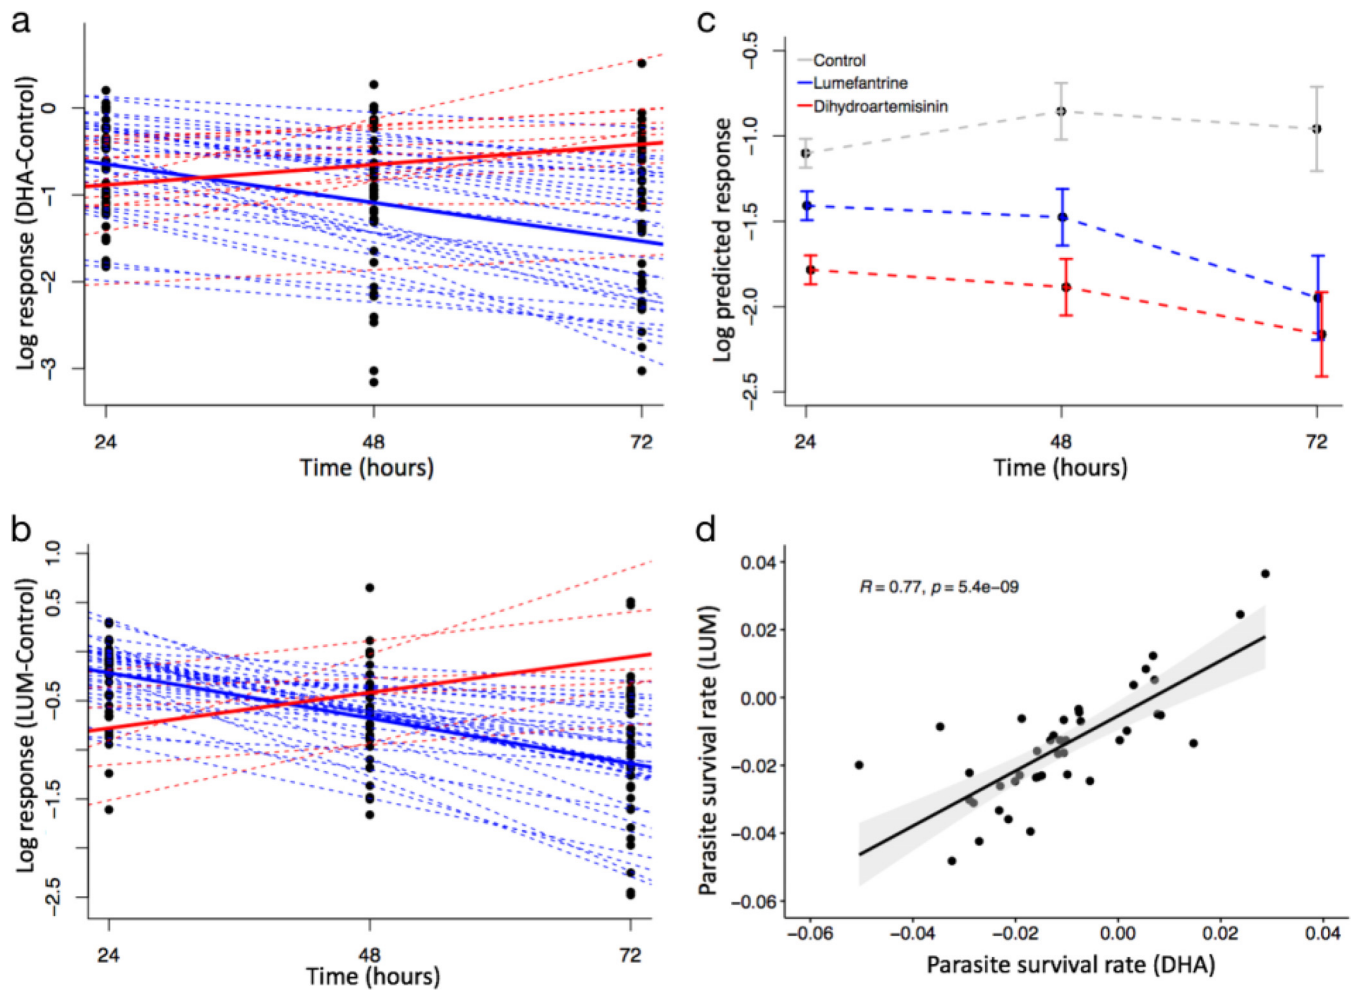 a
Log response (DHA-Control)
0
−1
−2
−3
24
48
72
Time (hours)
b
Log response (LUM-Control)
1.0
0.5
−0.5
−1.5
−2.5
24
48
72
Time (hours)
c
Log predicted response
−0.5
−1.0
−1.5
−2.0
−2.5
Control
Lumefantrine
Dihydroartemisinin
24
48
72
Time (hours)
d
Parasite survival rate (LUM)
0.04
0.02
0.00
−0.02
−0.04
−0.06
R = 0.77, p = 5.4e−09
−0.06
−0.04
−0.02
0.00
0.02
0.04
Parasite survival rate (DHA)